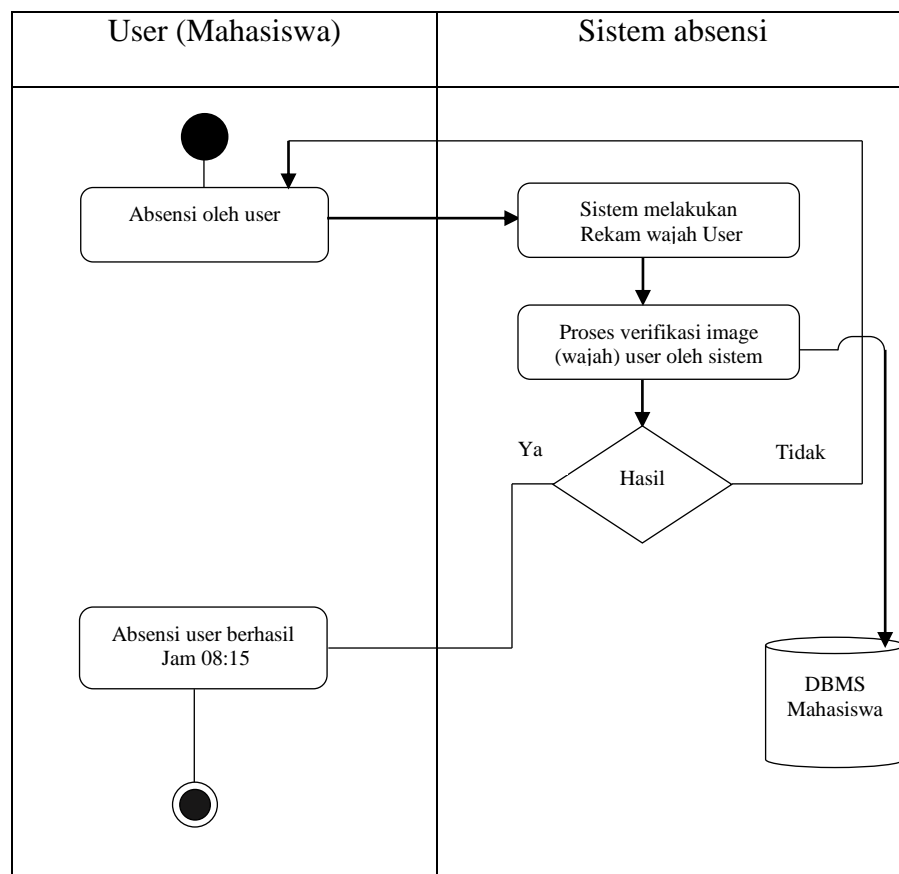 User (Mahasiswa)
Sistem absensi
Absensi oleh user
Sistem melakukan
Rekam wajah User
Proses verifikasi image
(wajah) user oleh sistem
Ya
Hasil
Tidak
Absensi user berhasil
Jam 08:15
DBMS
Mahasiswa